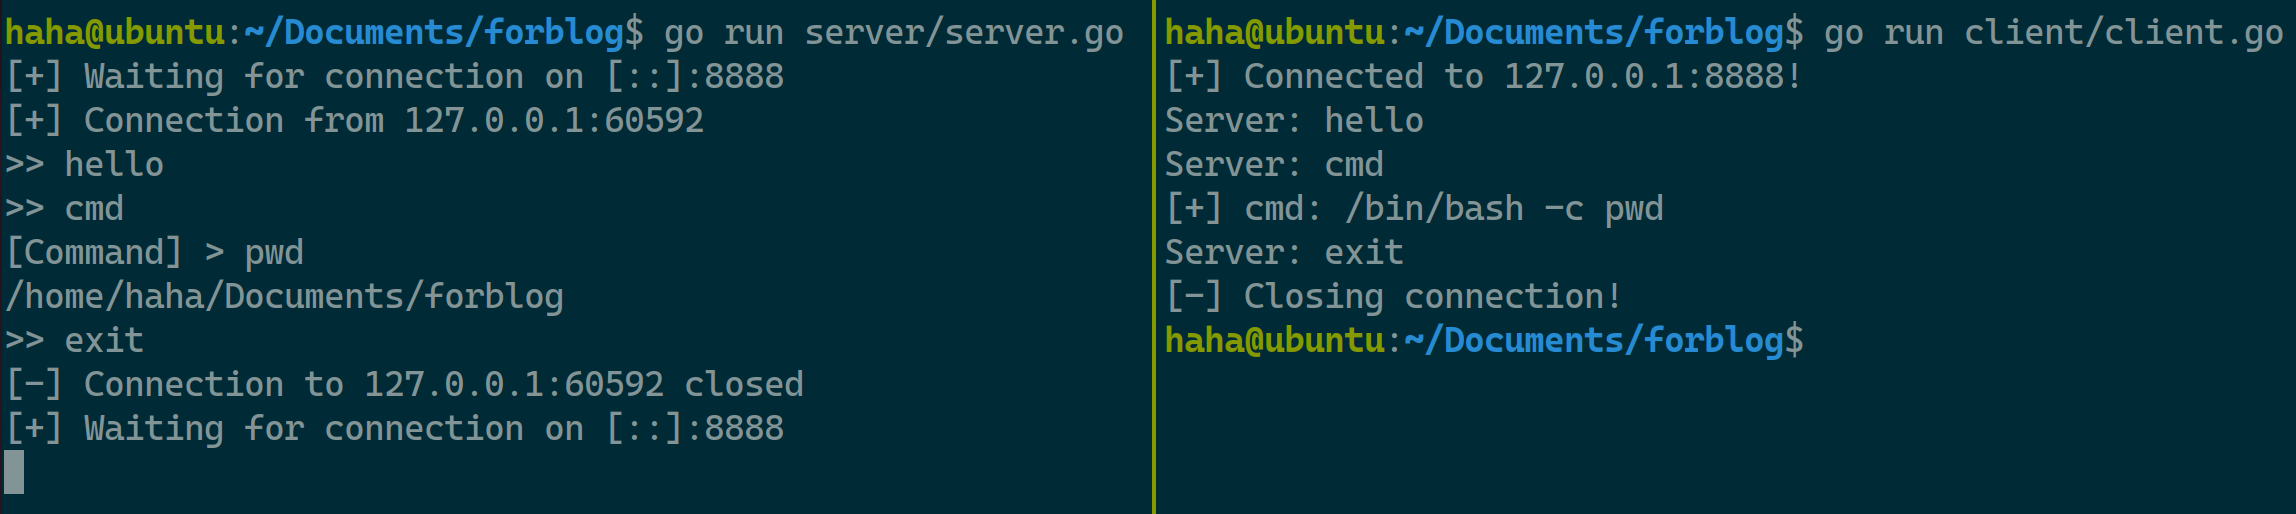 haha@ubuntu:~/Documents/forblog$ go run server/server.go
[+] Waiting for connection on [::]:8888
[+] Connection from 127.0.0.1:60592
>> hello
>> cmd
[Command] > pwd
/home/haha/Documents/forblog
>> exit
[-] Connection to 127.0.0.1:60592 closed
[+] Waiting for connection on [::]:8888
haha@ubuntu:~/Documents/forblog$ go run client/client.go
[+] Connected to 127.0.0.1:8888!
Server: hello
Server: cmd
[+] cmd: /bin/bash -c pwd
Server: exit
[-] Closing connection!
haha@ubuntu:~/Documents/forblog$